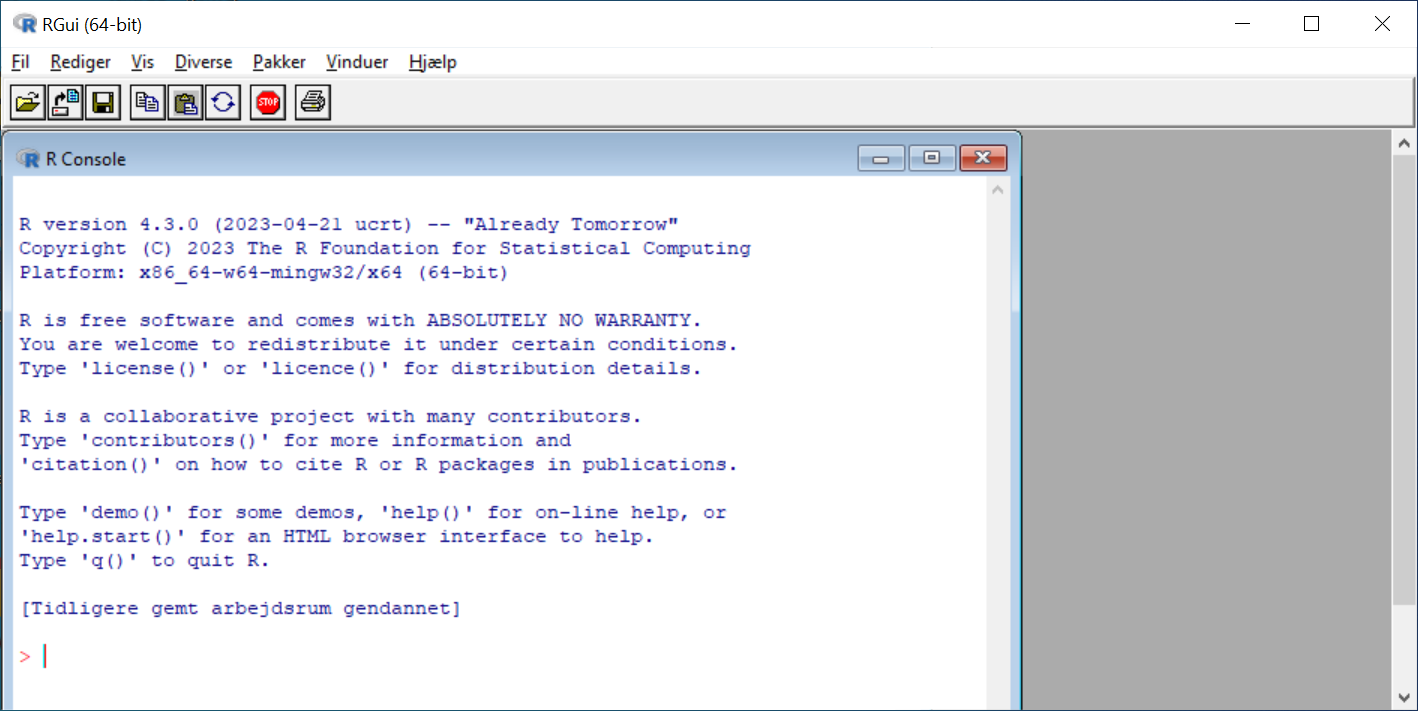 RGui (64-bit)
Fil Rediger Vis Diverse Pakker Vinduer Hjælp
STOP
R Console
R version 4.3.0 (2023-04-21 ucrt) -- "Already Tomorrow"
Copyright (C) 2023 The R Foundation for Statistical Computing
Platform: x86_64-w64-mingw32/x64 (64-bit)
R is free software and comes with ABSOLUTELY NO WARRANTY.
You are welcome to redistribute it under certain conditions.
Type 'license()' or 'licence()' for distribution details.
R is a collaborative project with many contributors.
Type 'contributors()' for more information and
'citation()' on how to cite R or R packages in publications.
Type 'demo()' for some demos, 'help()' for on-line help, or
'help.start()' for an HTML browser interface to help.
Type 'q()' to quit R.
[Tidligere gemt arbejdsrum gendannet]
>